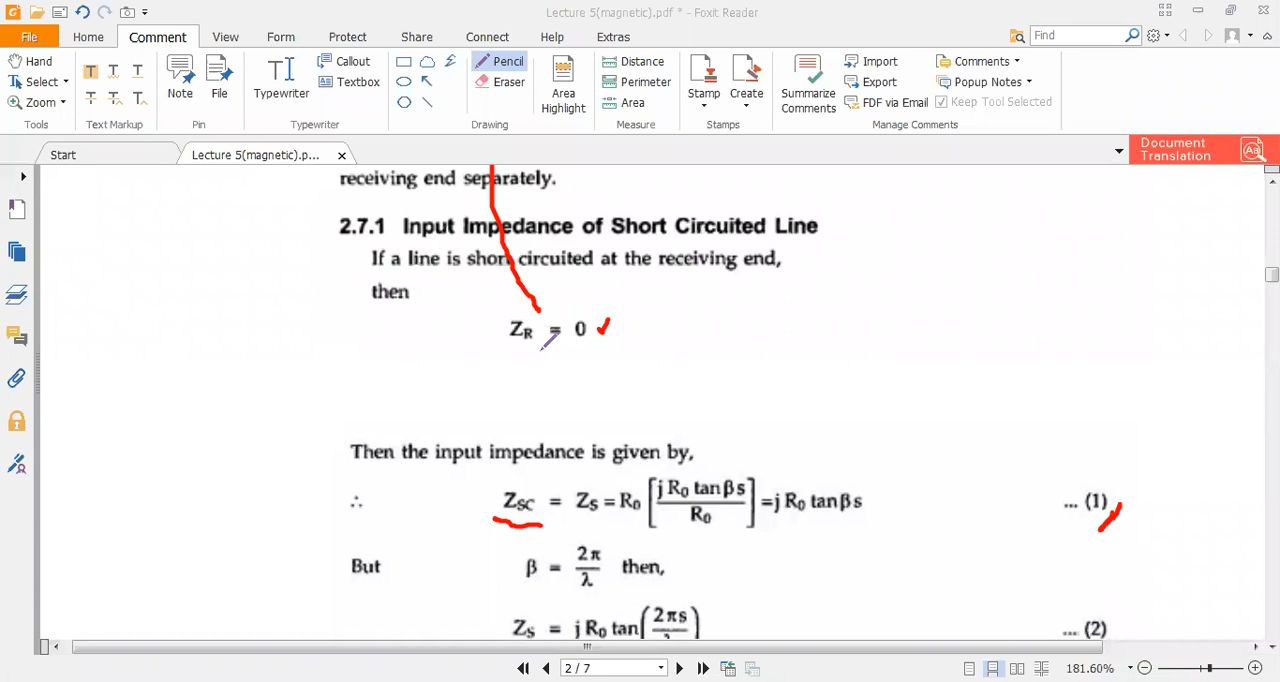 Lecture 5(magnetic).pdf * - Foxit Reader
File Home Comment View Form Protect Share Connect Help Extras Find
Hand Select Zoom Tools
Text Markup
Note File Pin
Typewriter Callout Textbox Typewriter
Pencil Eraser Drawing
Area Highlight
Distance Perimeter Area Measure
Stamp Create Stamps
Summarize Comments Import Export FDF via Email Comments Popup Notes Keep Tool Selected Manage Comments
Start Lecture 5(magnetic).p... Document Translation
receiving end separately.
2.7.1 Input Impedance of Short Circuited Line
If a line is short circuited at the receiving end,
then
Z_R = 0
Then the input impedance is given by,
∴ Z_SC = Z_S = R_0 [j R_0 tan β s / R_0] = j R_0 tan β s ... (1)
But β = 2π/λ then,
Z_S = j R_0 tan(2πs/λ) ... (2)
2 / 7 181.60%